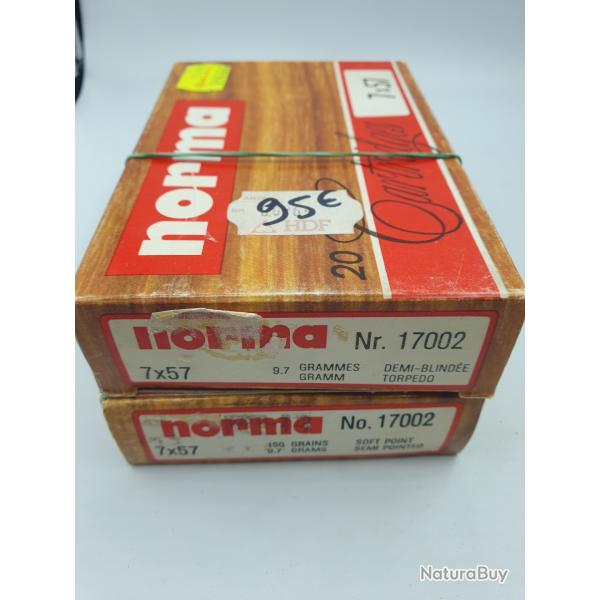 norma
7x57
20 Cartridges
95€
HDF
norma Nr. 17002
7x57 9.7 GRAMMES DEMI-BLINDÉE
GRAMM TORPEDO
norma No. 17002
7x57 150 GRAINS SOFT POINT
9.7 GRAMS SEMI POINTED
NaturaBuy